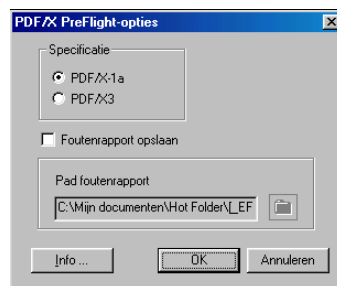 PDF/X PreFlight-opties
Specificatie
PDF/X-1a
PDF/X3
Foutenrapport opslaan
Pad foutenrapport
C:\Mijn documenten\Hot Folder\[_EF
Info ...
OK
Annuleren